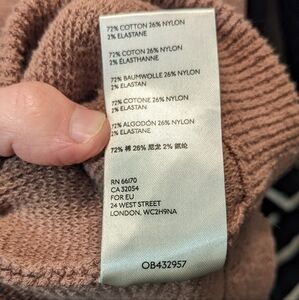 72% COTTON 26% NYLON
2% ELASTANE
72% COTON 26% NYLON
2% ÉLASTHANNE
72% BAUMWOLLE 26% NYLON
2% ELASTAN
72% COTONE 26% NYLON
2% ELASTAN
72% ALGODÓN 26% NYLON
2% ELASTANE
72% 棉 26% 尼龙 2% 氨纶
RN 66170
CA 32054
FOR EU
24 WEST STREET
LONDON, WC2H9NA
OB432957